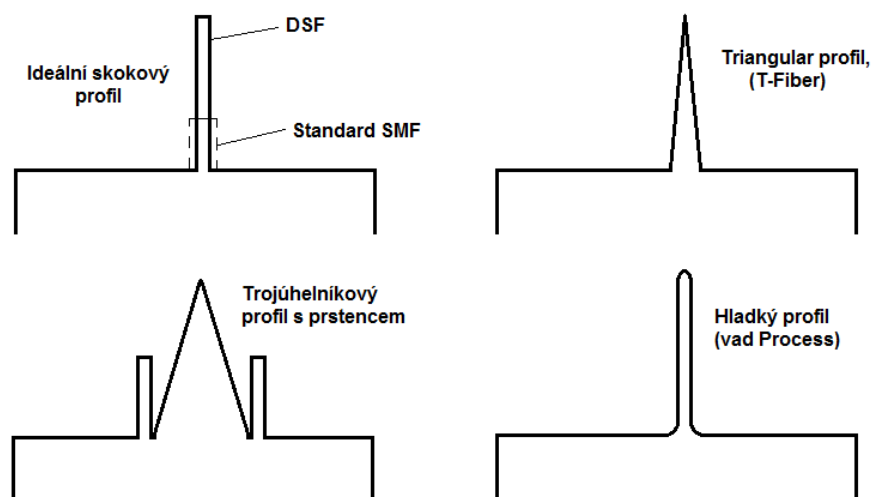 DSF
Ideální skokový
profil
Standard SMF
Triangular profil,
(T-Fiber)
Trojúhelníkový
profil s prstencem
Hladký profil
(vad Process)